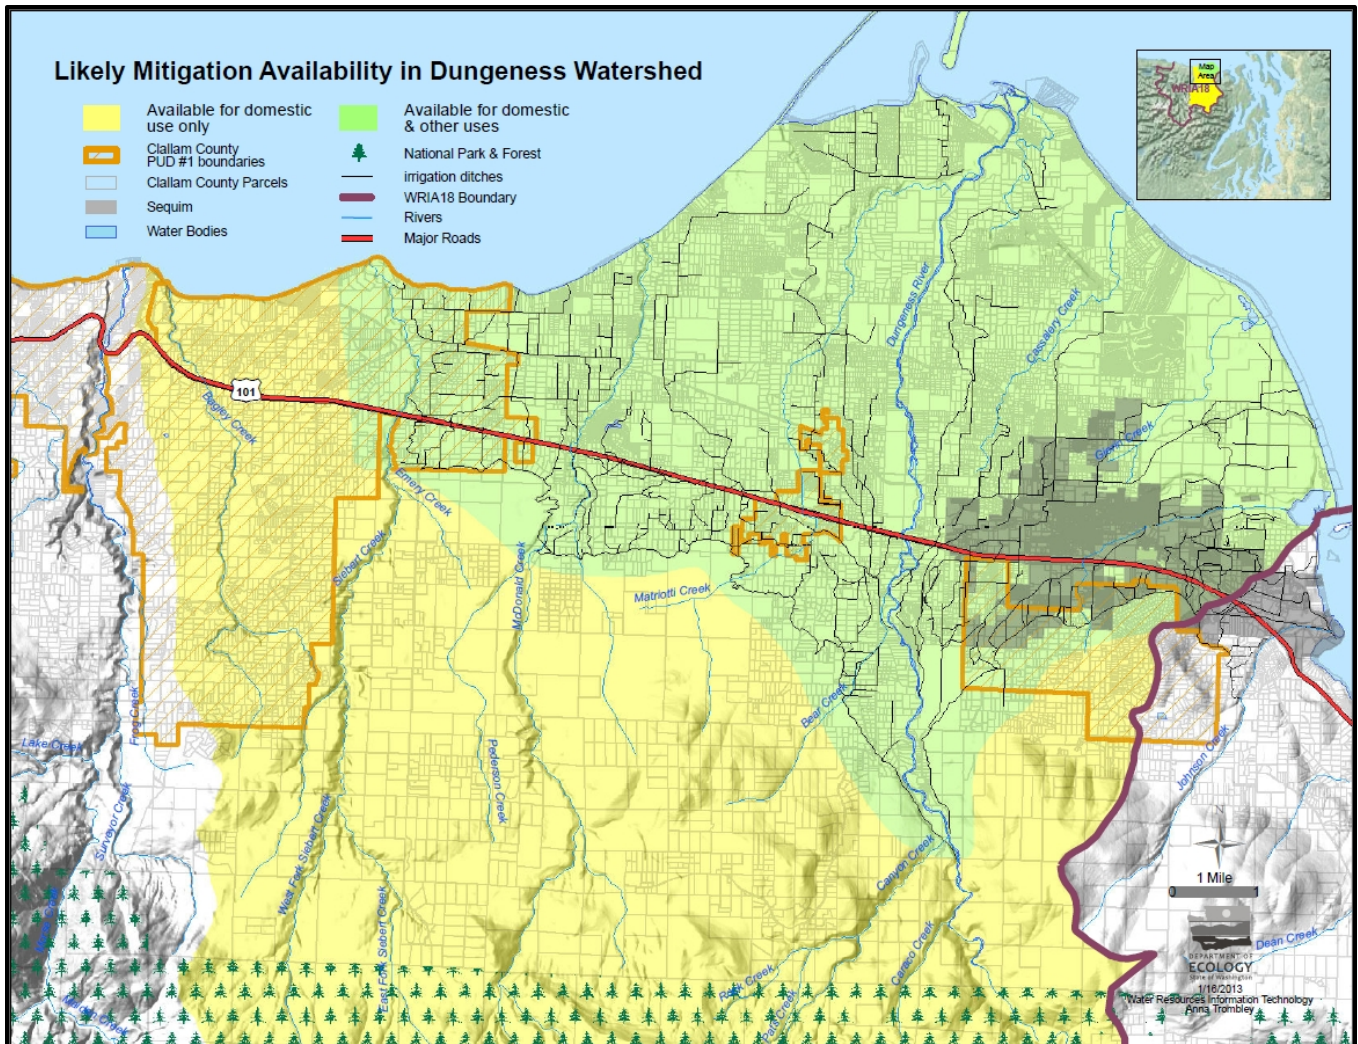 Likely Mitigation Availability in Dungeness Watershed
Available for domestic
use only
Clallam County
PUD #1 boundaries
Clallam County Parcels
Sequim
Water Bodies
Available for domestic
& other uses
National Park & Forest
irrigation ditches
WRIA18 Boundary
Rivers
Major Roads
Map
Area
WRIA18
101
Bagley Creek
Dungeness River
Cassalery Creek
Gierin Creek
Emery Creek
Siebert Creek
McDonald Creek
Matriotti Creek
Bear Creek
Frog Creek
Lake Creek
Surveyor Creek
Pederson Creek
West Fork Siebert Creek
East Fork Siebert Creek
Canyon Creek
Caraco Creek
Johnson Creek
Dean Creek
1 Mile
0 1
DEPARTMENT OF
ECOLOGY
State of Washington
1/16/2013
Water Resources Information Technology
Anna Trombley